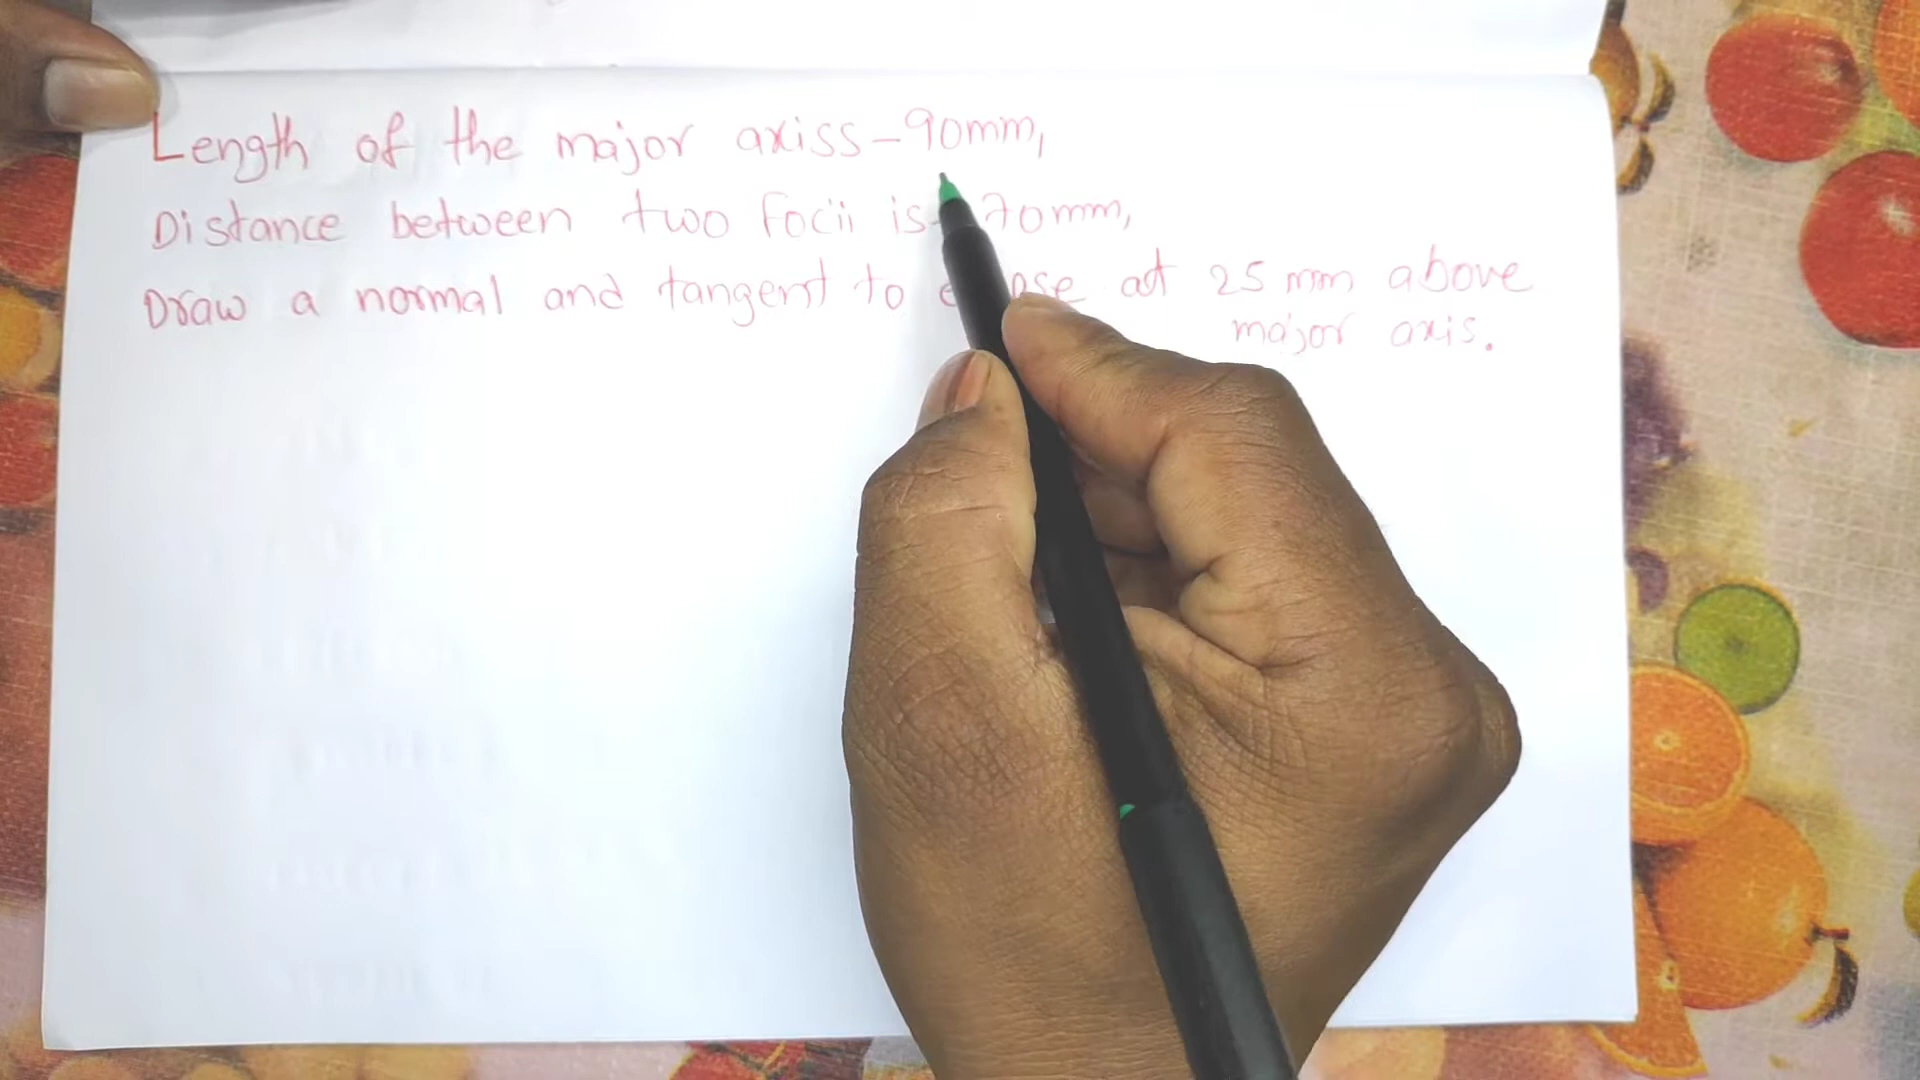 Length of the major axiss - 90mm,
Distance between two Focii is 70mm,
Draw a normal and tangent to at 25 mm above
major axis.